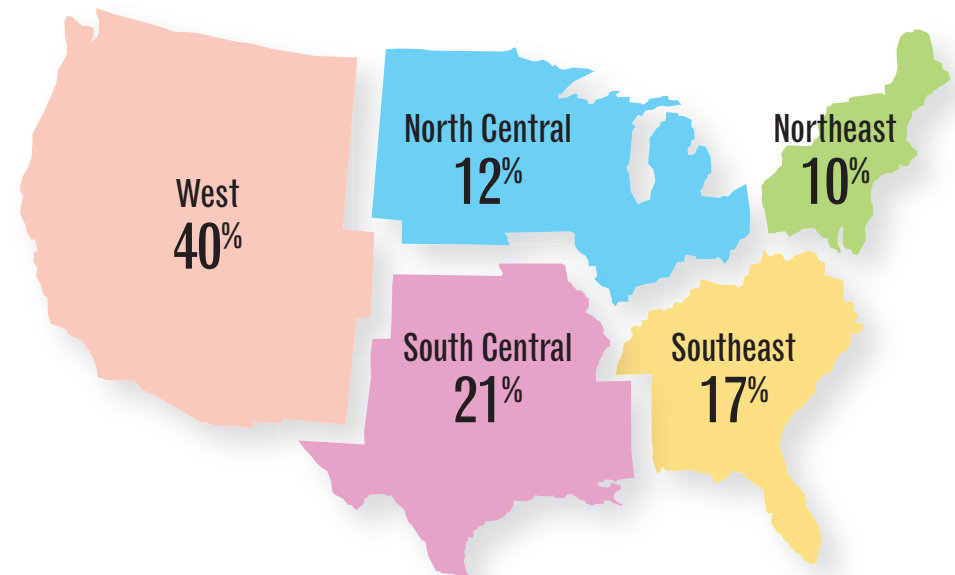 West
40%
North Central
12%
Northeast
10%
South Central
21%
Southeast
17%